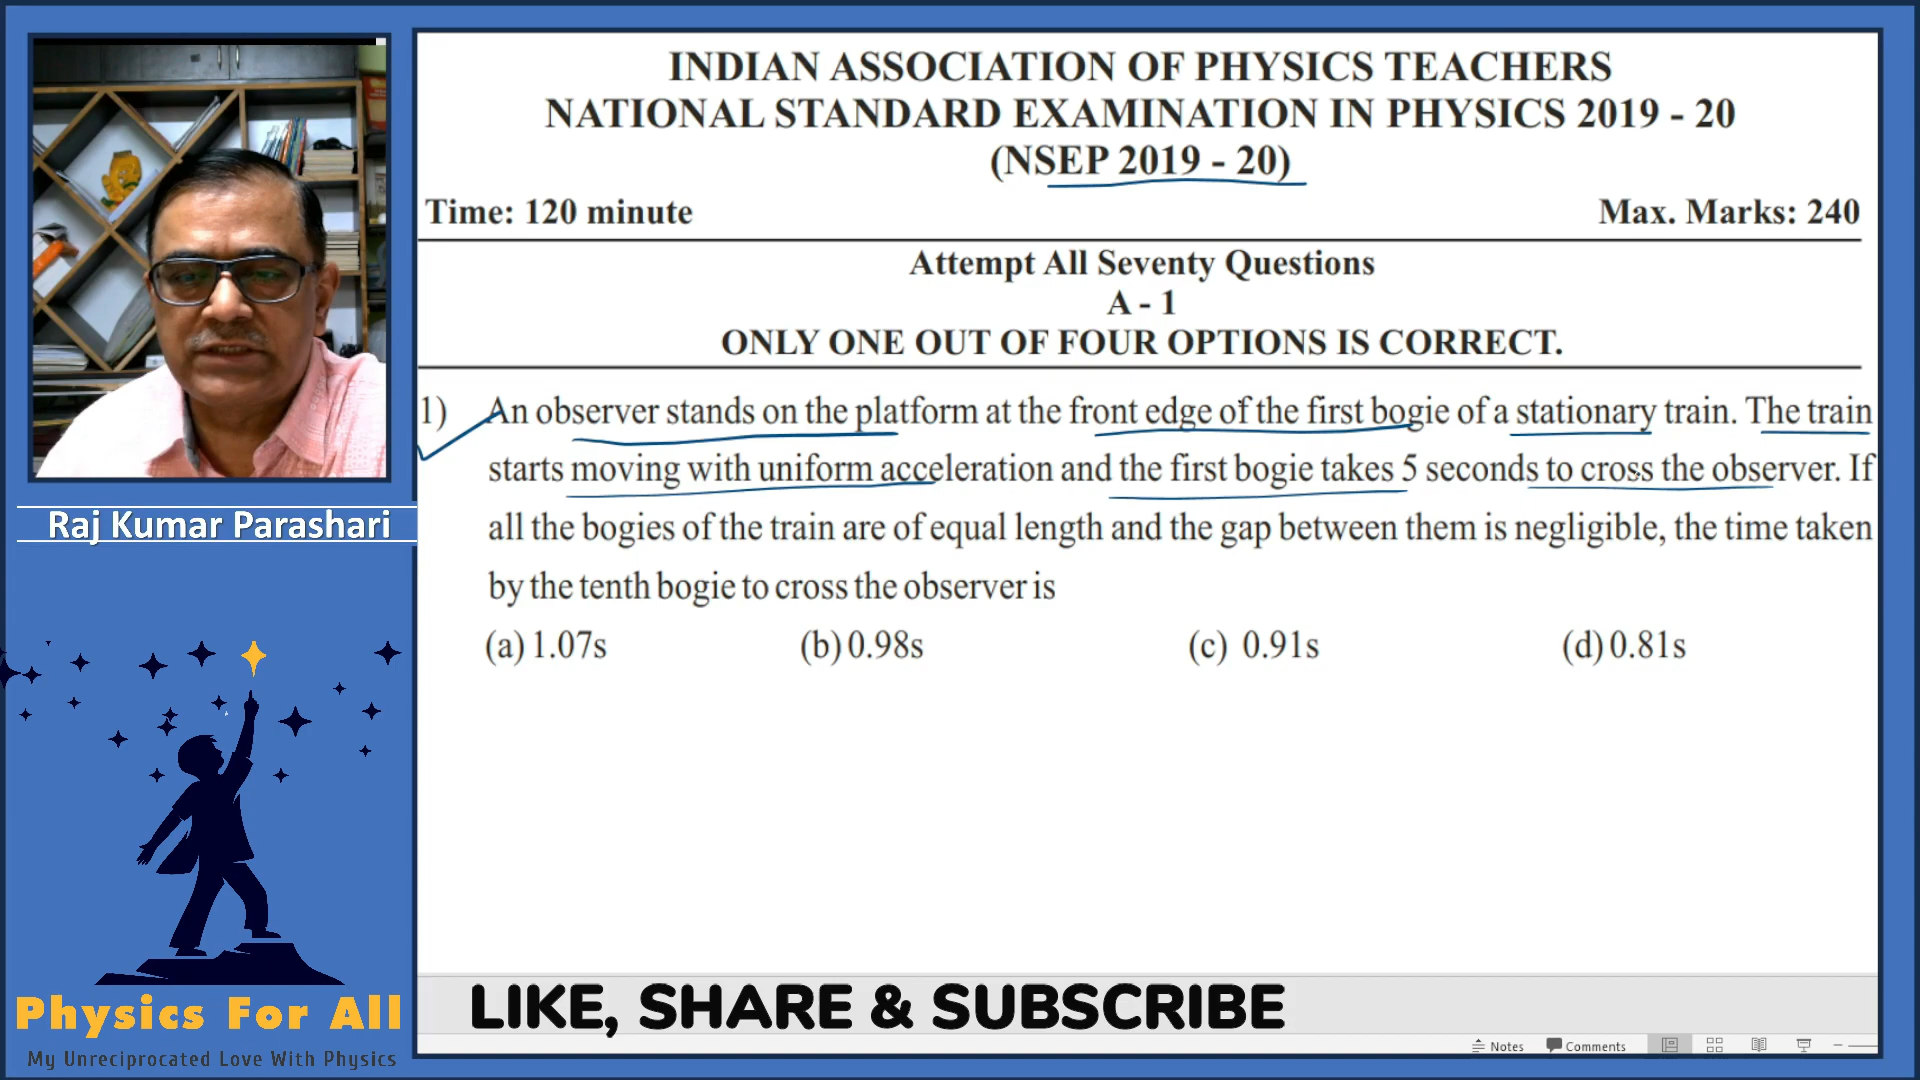 INDIAN ASSOCIATION OF PHYSICS TEACHERS
NATIONAL STANDARD EXAMINATION IN PHYSICS 2019 - 20
(NSEP 2019 - 20)
Time: 120 minute Max. Marks: 240
Attempt All Seventy Questions
A - 1
ONLY ONE OUT OF FOUR OPTIONS IS CORRECT.
1) An observer stands on the platform at the front edge of the first bogie of a stationary train. The train
starts moving with uniform acceleration and the first bogie takes 5 seconds to cross the observer. If
all the bogies of the train are of equal length and the gap between them is negligible, the time taken
by the tenth bogie to cross the observer is
(a) 1.07s (b) 0.98s (c) 0.91s (d) 0.81s
Raj Kumar Parashari
Physics For All
My Unreciprocated Love With Physics
LIKE, SHARE & SUBSCRIBE
Notes Comments